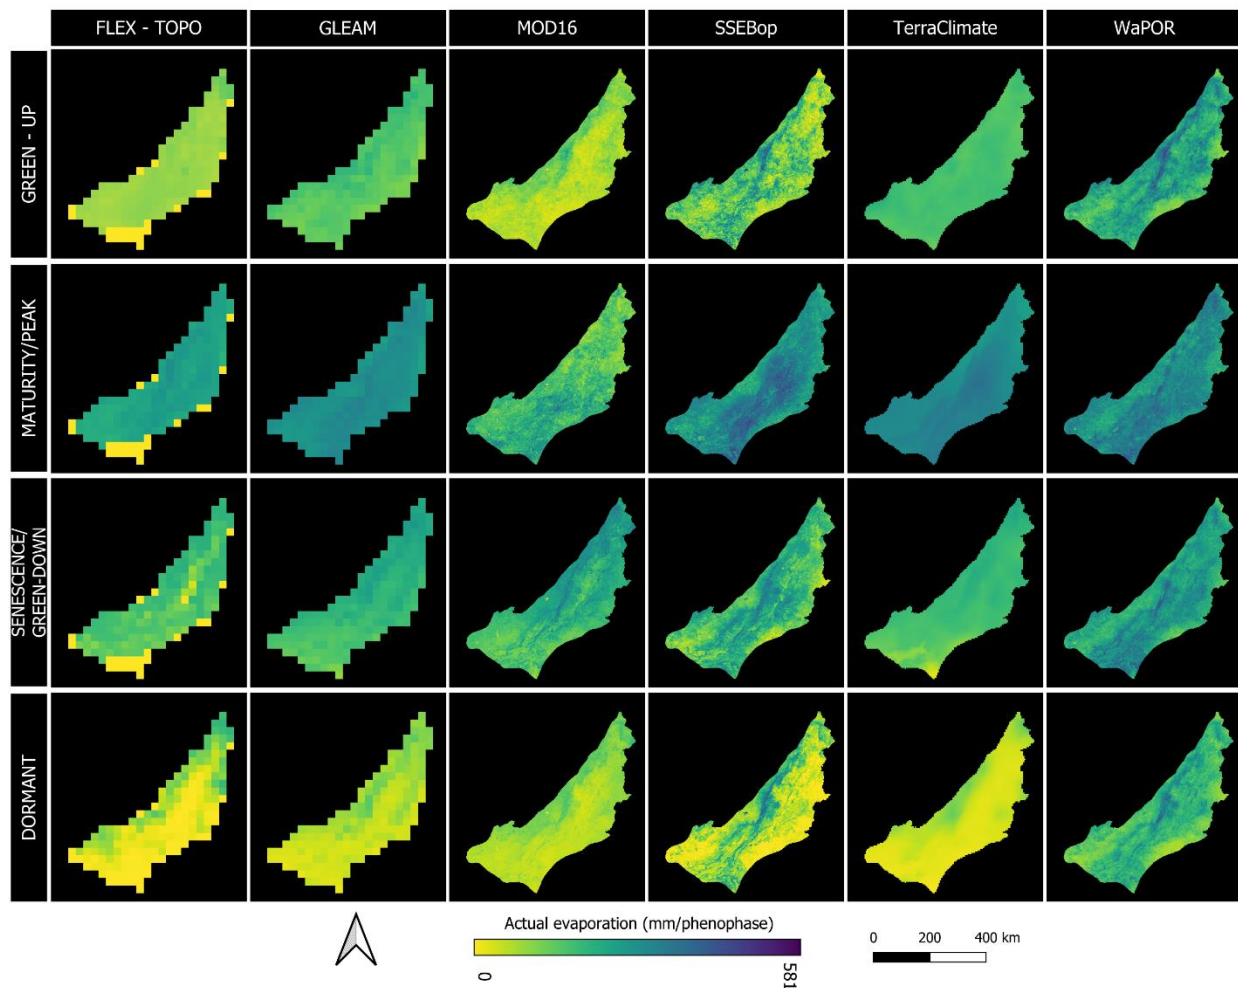 FLEX - TOPO
GLEAM
MOD16
SSEBop
TerraClimate
WaPOR
GREEN - UP
MATURITY/PEAK
SENESCENCE/
GREEN-DOWN
DORMANT
Actual evaporation (mm/phenophase)
0
581
0 200 400 km